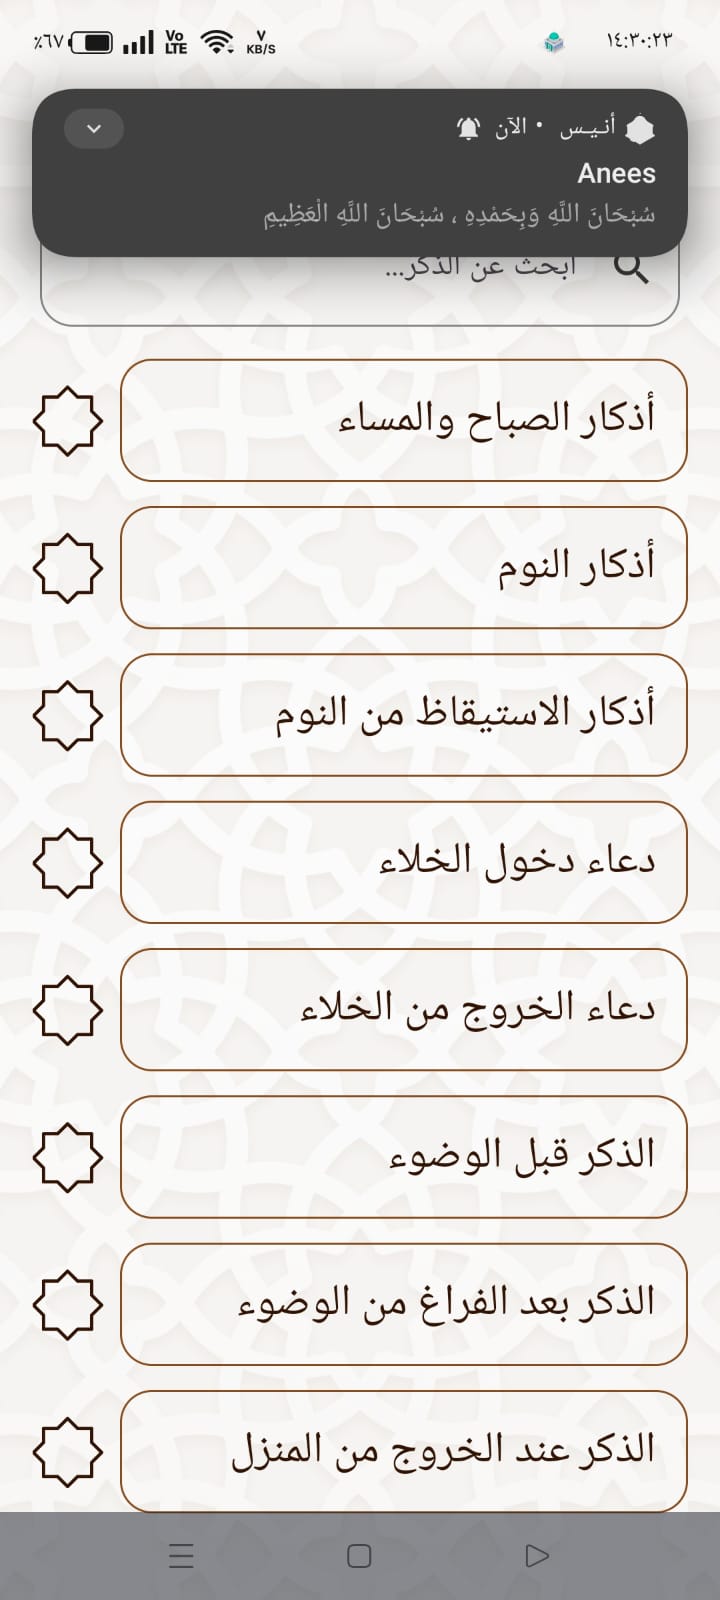 ١٤:٣٠:٢٣
Vo LTE
٧ KB/S
٪٦٧
أنيس • الآن
Anees
سُبْحَانَ اللَّهِ وَبِحَمْدِهِ ، سُبْحَانَ اللَّهِ الْعَظِيمِ
ابحث عن الذكر...
أذكار الصباح والمساء
أذكار النوم
أذكار الاستيقاظ من النوم
دعاء دخول الخلاء
دعاء الخروج من الخلاء
الذكر قبل الوضوء
الذكر بعد الفراغ من الوضوء
الذكر عند الخروج من المنزل